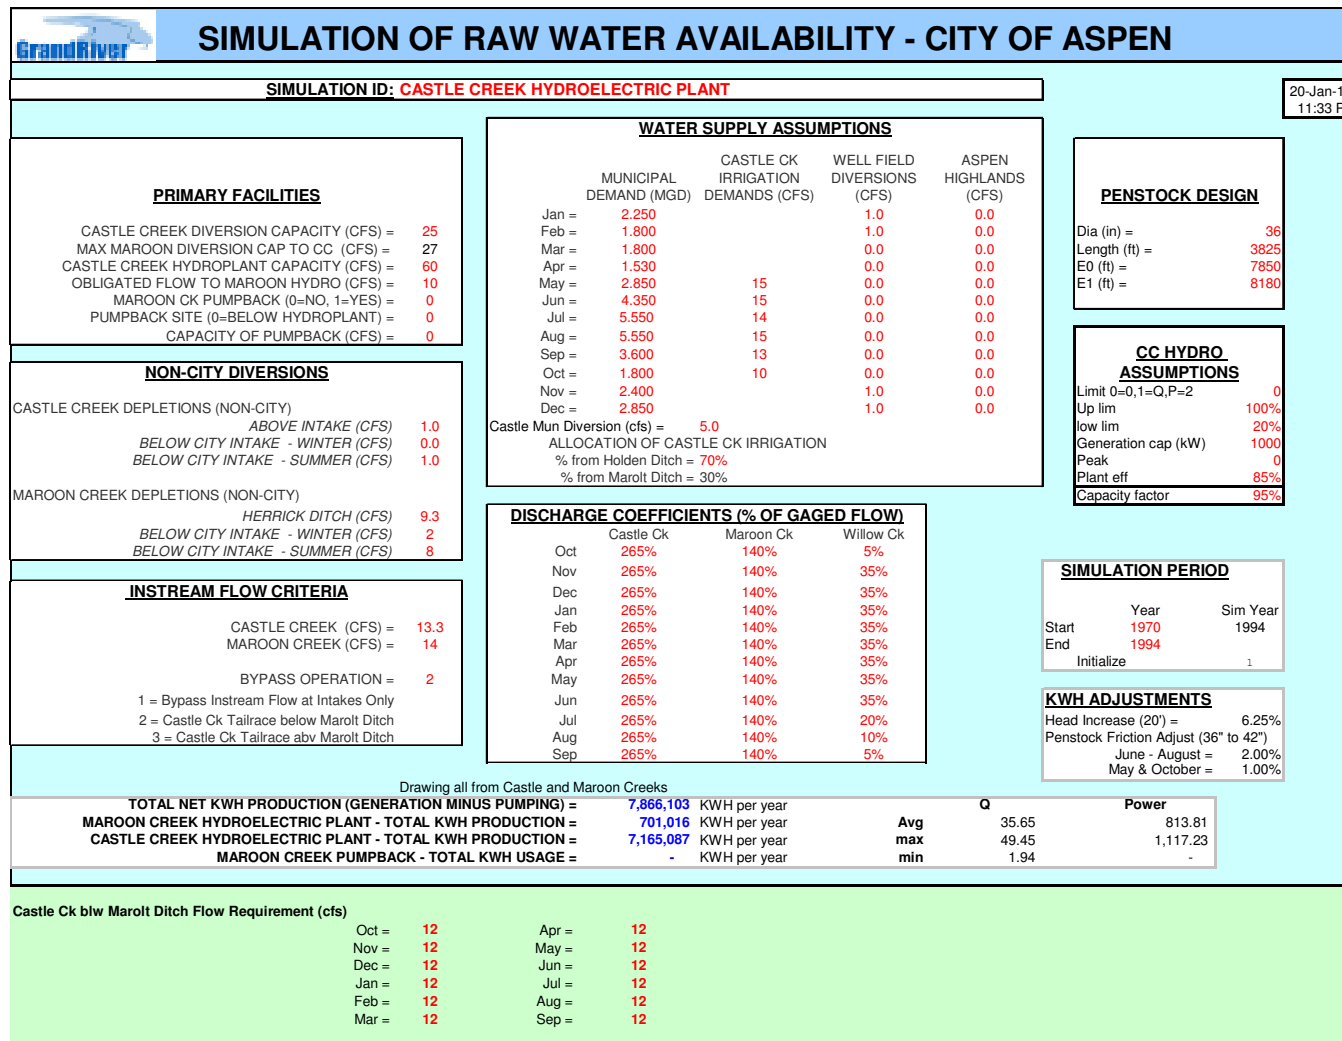 GrandRiver
SIMULATION OF RAW WATER AVAILABILITY - CITY OF ASPEN
SIMULATION ID: CASTLE CREEK HYDROELECTRIC PLANT
20-Jan-1
11:33 P
PRIMARY FACILITIES
CASTLE CREEK DIVERSION CAPACITY (CFS) = 25
MAX MAROON DIVERSION CAP TO CC (CFS) = 27
CASTLE CREEK HYDROPLANT CAPACITY (CFS) = 60
OBLIGATED FLOW TO MAROON HYDRO (CFS) = 10
MAROON CK PUMPBACK (0=NO, 1=YES) = 0
PUMPBACK SITE (0=BELOW HYDROPLANT) = 0
CAPACITY OF PUMPBACK (CFS) = 0
NON-CITY DIVERSIONS
CASTLE CREEK DEPLETIONS (NON-CITY)
ABOVE INTAKE (CFS) 1.0
BELOW CITY INTAKE - WINTER (CFS) 0.0
BELOW CITY INTAKE - SUMMER (CFS) 1.0
MAROON CREEK DEPLETIONS (NON-CITY)
HERRICK DITCH (CFS) 9.3
BELOW CITY INTAKE - WINTER (CFS) 2
BELOW CITY INTAKE - SUMMER (CFS) 8
INSTREAM FLOW CRITERIA
CASTLE CREEK (CFS) = 13.3
MAROON CREEK (CFS) = 14
BYPASS OPERATION = 2
1 = Bypass Instream Flow at Intakes Only
2 = Castle Ck Tailrace below Marolt Ditch
3 = Castle Ck Tailrace abv Marolt Ditch
WATER SUPPLY ASSUMPTIONS
CASTLE CK WELL FIELD ASPEN
MUNICIPAL IRRIGATION DIVERSIONS HIGHLANDS
DEMAND (MGD) DEMANDS (CFS) (CFS) (CFS)
Jan = 2.250 1.0 0.0
Feb = 1.800 1.0 0.0
Mar = 1.800 0.0 0.0
Apr = 1.530 0.0 0.0
May = 2.850 15 0.0 0.0
Jun = 4.350 15 0.0 0.0
Jul = 5.550 14 0.0 0.0
Aug = 5.550 15 0.0 0.0
Sep = 3.600 13 0.0 0.0
Oct = 1.800 10 0.0 0.0
Nov = 2.400 1.0 0.0
Dec = 2.850 1.0 0.0
Castle Mun Diversion (cfs) = 5.0
ALLOCATION OF CASTLE CK IRRIGATION
% from Holden Ditch = 70%
% from Marolt Ditch = 30%
DISCHARGE COEFFICIENTS (% OF GAGED FLOW)
Castle Ck Maroon Ck Willow Ck
Oct 265% 140% 5%
Nov 265% 140% 35%
Dec 265% 140% 35%
Jan 265% 140% 35%
Feb 265% 140% 35%
Mar 265% 140% 35%
Apr 265% 140% 35%
May 265% 140% 35%
Jun 265% 140% 35%
Jul 265% 140% 20%
Aug 265% 140% 10%
Sep 265% 140% 5%
PENSTOCK DESIGN
Dia (in) = 36
Length (ft) = 3825
E0 (ft) = 7850
E1 (ft) = 8180
CC HYDRO
ASSUMPTIONS
Limit 0=0,1=Q,P=2 0
Up lim 100%
low lim 20%
Generation cap (kW) 1000
Peak 0
Plant eff 85%
Capacity factor 95%
SIMULATION PERIOD
Year Sim Year
Start 1970 1994
End 1994
Initialize 1
KWH ADJUSTMENTS
Head Increase (20') = 6.25%
Penstock Friction Adjust (36" to 42")
June - August = 2.00%
May & October = 1.00%
Drawing all from Castle and Maroon Creeks
TOTAL NET KWH PRODUCTION (GENERATION MINUS PUMPING) = 7,866,103 KWH per year Q Power
MAROON CREEK HYDROELECTRIC PLANT - TOTAL KWH PRODUCTION = 701,016 KWH per year Avg 35.65 813.81
CASTLE CREEK HYDROELECTRIC PLANT - TOTAL KWH PRODUCTION = 7,165,087 KWH per year max 49.45 1,117.23
MAROON CREEK PUMPBACK - TOTAL KWH USAGE = - KWH per year min 1.94 -
Castle Ck blw Marolt Ditch Flow Requirement (cfs)
Oct = 12 Apr = 12
Nov = 12 May = 12
Dec = 12 Jun = 12
Jan = 12 Jul = 12
Feb = 12 Aug = 12
Mar = 12 Sep = 12